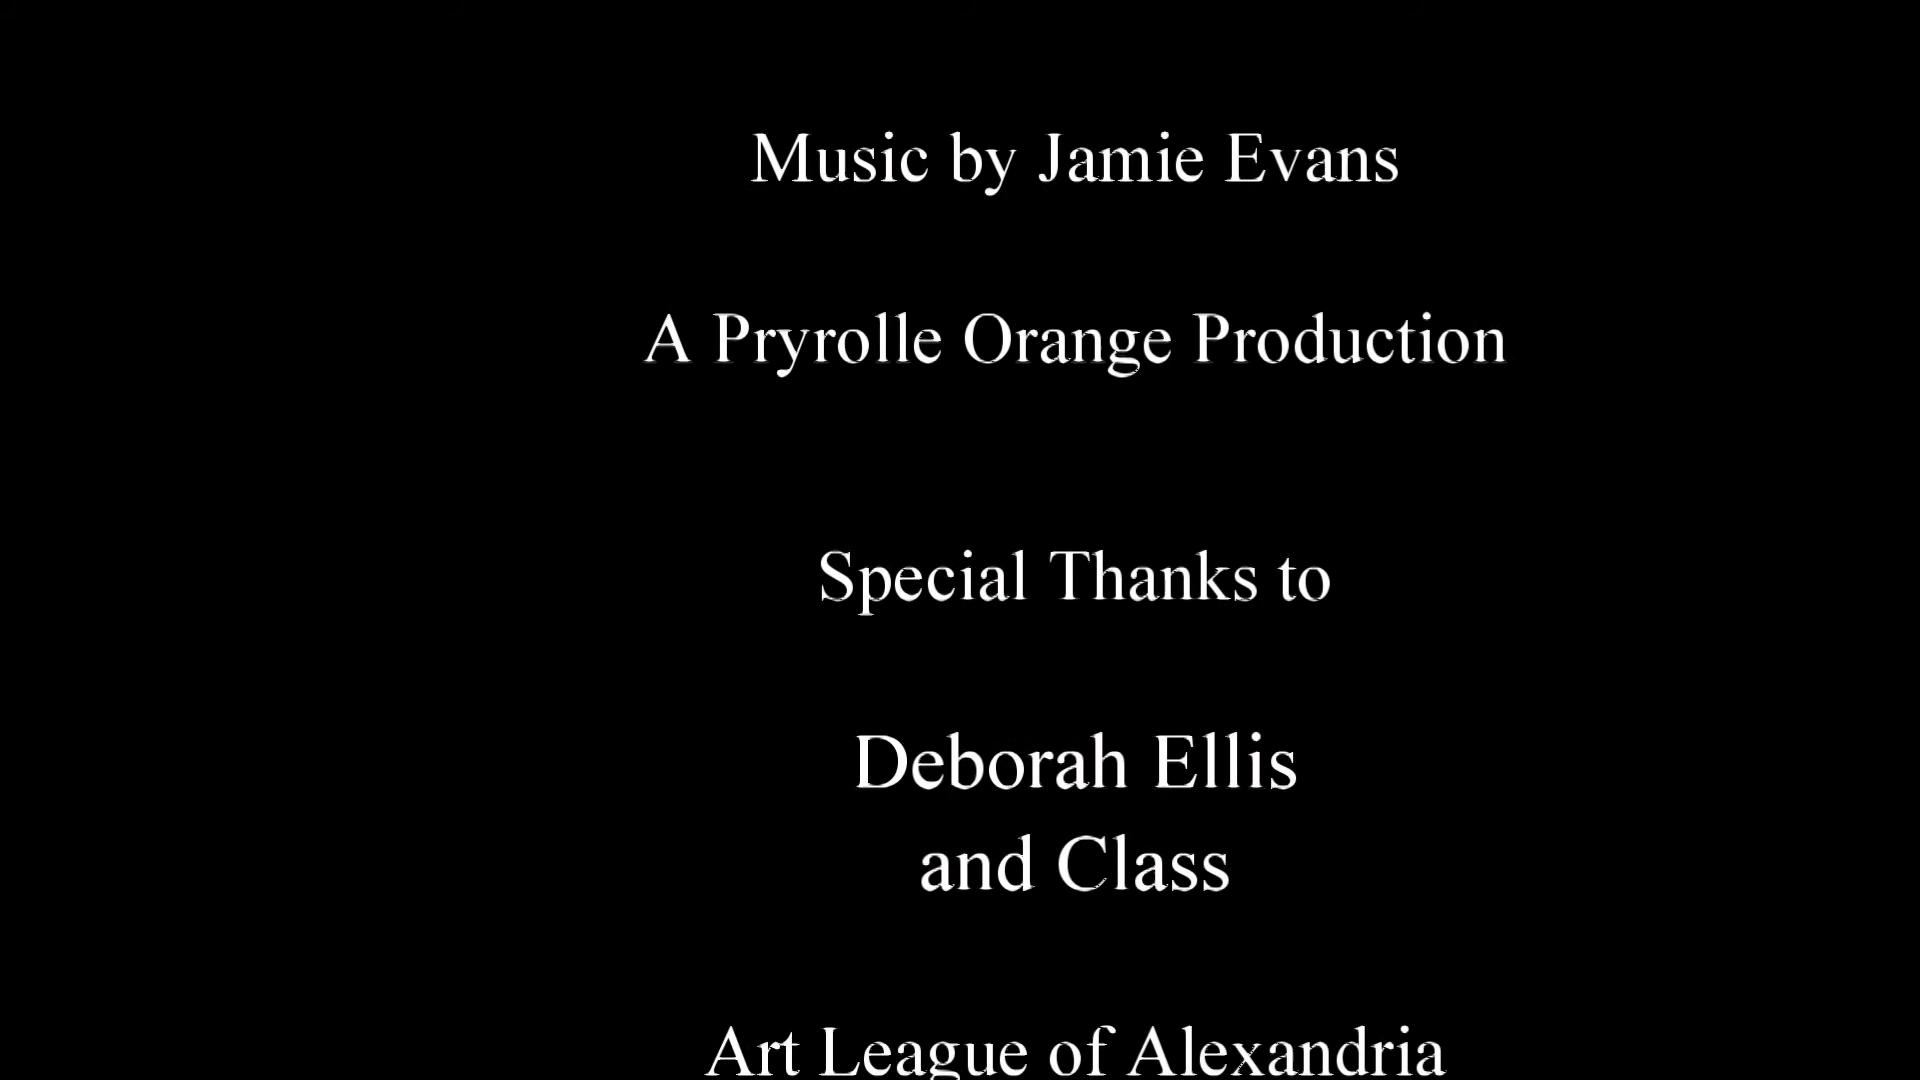 Music by Jamie Evans
A Pryrolle Orange Production
Special Thanks to
Deborah Ellis
and Class
Art League of Alexandria